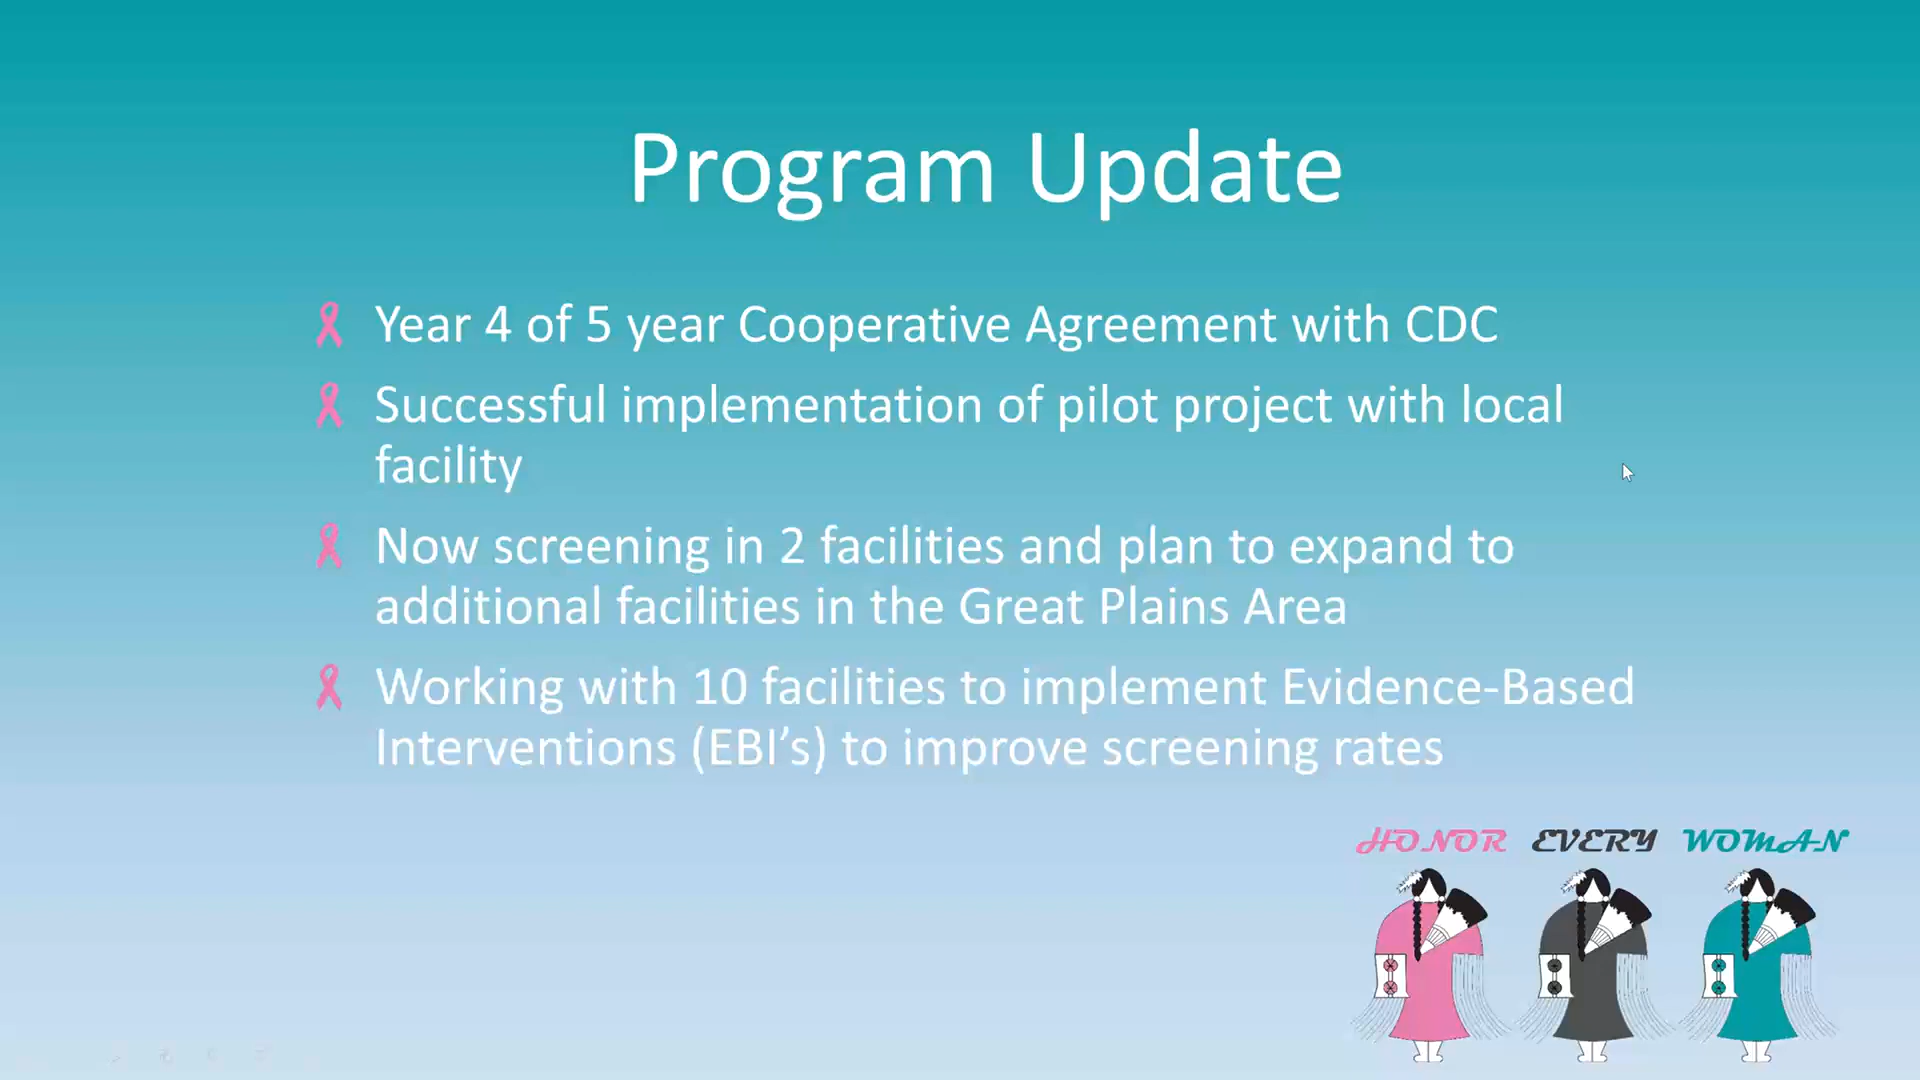 Program Update
Year 4 of 5 year Cooperative Agreement with CDC
Successful implementation of pilot project with local
facility
Now screening in 2 facilities and plan to expand to
additional facilities in the Great Plains Area
Working with 10 facilities to implement Evidence-Based
Interventions (EBI’s) to improve screening rates
HONOR EVERY WOMAN